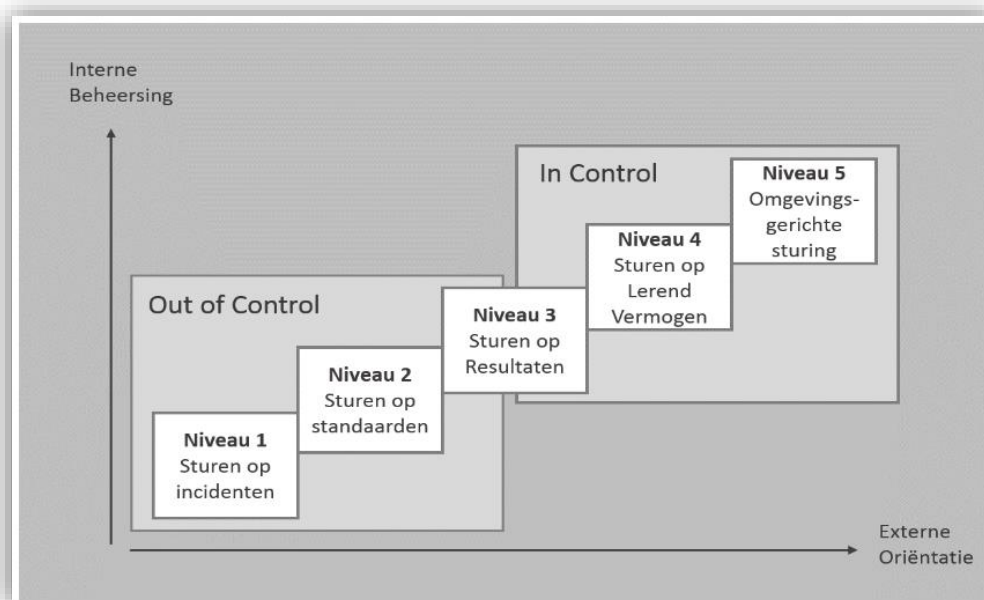 Interne
Beheersing
In Control
Niveau 5
Omgevings-
gerichte
sturing
Niveau 4
Sturen op
Lerend
Vermogen
Out of Control
Niveau 3
Sturen op
Resultaten
Niveau 2
Sturen op
standaarden
Niveau 1
Sturen op
incidenten
Externe
Oriëntatie